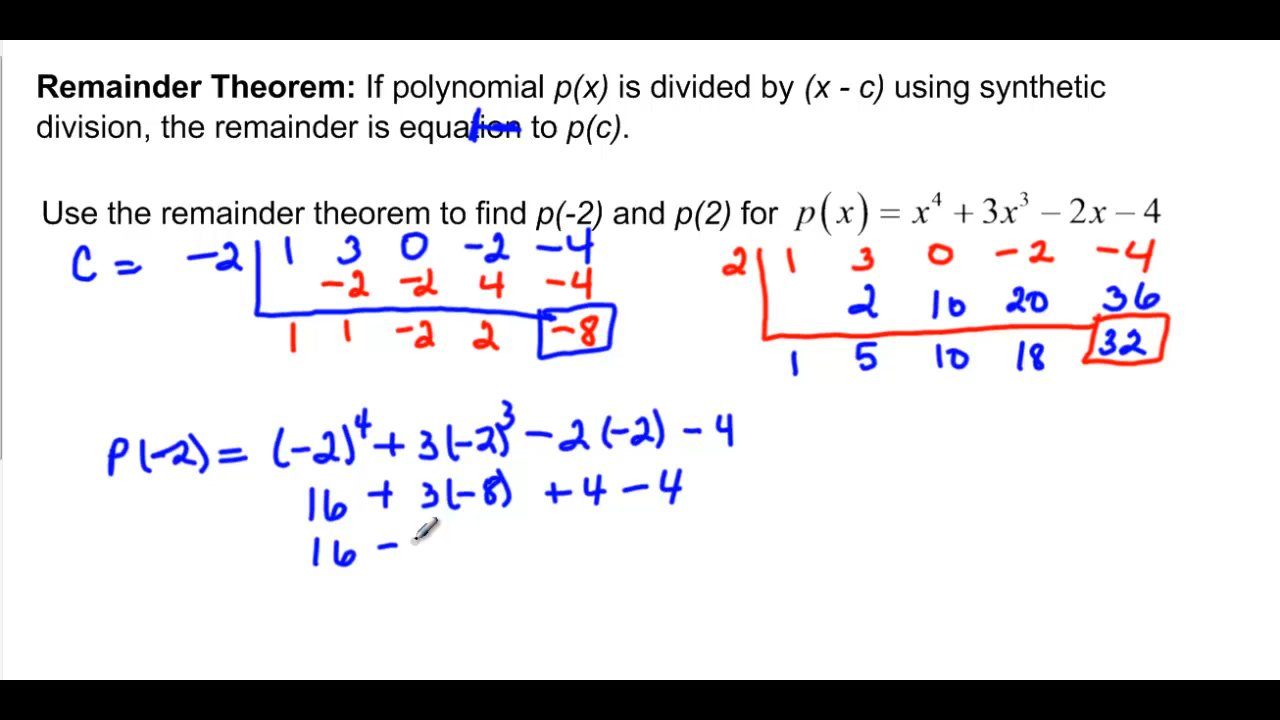 Remainder Theorem: If polynomial p(x) is divided by (x - c) using synthetic
division, the remainder is equation to p(c).
Use the remainder theorem to find p(-2) and p(2) for p(x) = x⁴ + 3x³ − 2x − 4
C = -2 | 1 3 0 -2 -4
-2 -2 4 -4
1 1 -2 2 -8
2 | 1 3 0 -2 -4
2 10 20 36
1 5 10 18 32
P(-2) = (-2)⁴ + 3(-2)³ - 2(-2) - 4
16 + 3(-8) + 4 - 4
16 -